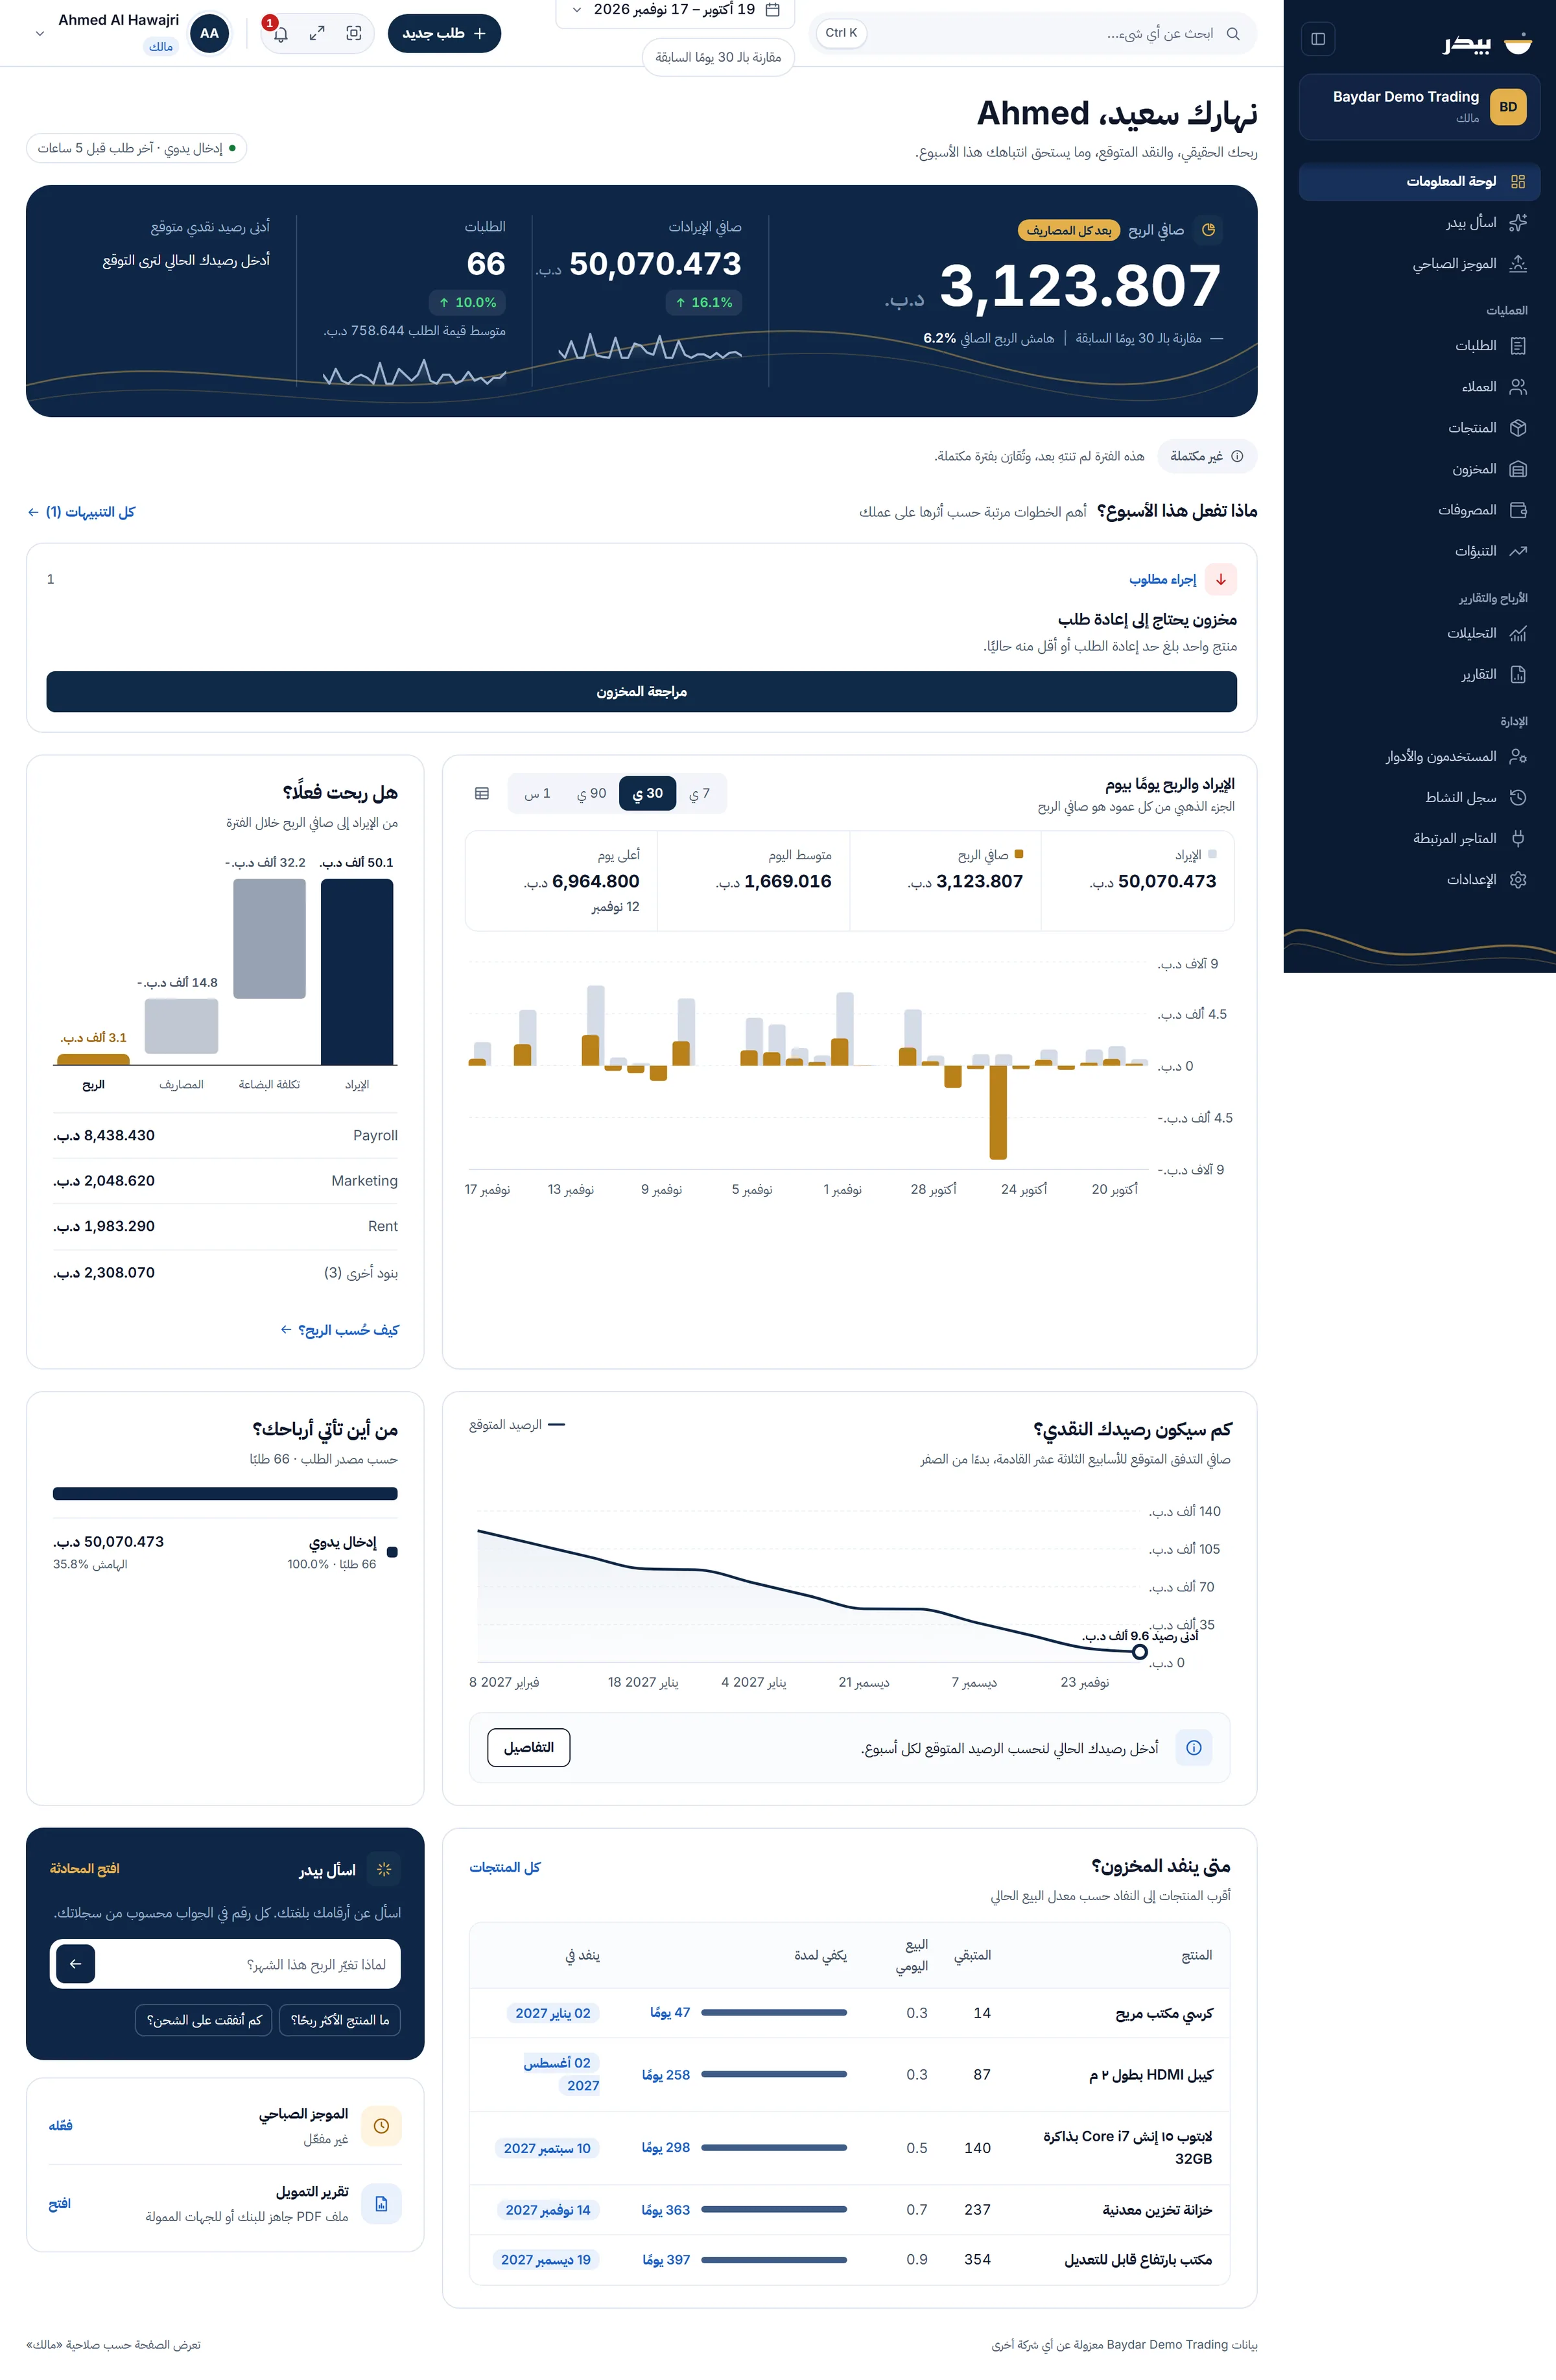 بيدر
BD
Baydar Demo Trading
مالك
لوحة المعلومات
اسأل بيدر
الموجز الصباحي
العمليات
الطلبات
العملاء
المنتجات
المخزون
المصروفات
التنبؤات
الأرباح والتقارير
التحليلات
التقارير
الإدارة
المستخدمون والأدوار
سجل النشاط
المتاجر المرتبطة
الإعدادات
ابحث عن أي شيء...
Ctrl K
19 أكتوبر – 17 نوفمبر 2026
مقارنة بالـ 30 يومًا السابقة
طلب جديد
1
AA
Ahmed Al Hawajri
مالك
نهارك سعيد، Ahmed
ربحك الحقيقي، والنقد المتوقع، وما يستحق انتباهك هذا الأسبوع.
إدخال يدوي · آخر طلب قبل 5 ساعات
صافي الربح
بعد كل المصاريف
3,123.807 د.ب.
— مقارنة بالـ 30 يومًا السابقة | هامش الربح الصافي 6.2%
صافي الإيرادات
50,070.473 د.ب.
16.1% ↑
الطلبات
66
10.0% ↑
متوسط قيمة الطلب 758.644 د.ب.
أدنى رصيد نقدي متوقع
أدخل رصيدك الحالي لترى التوقع
غير مكتملة
هذه الفترة لم تنتهِ بعد، وتُقارَن بفترة مكتملة.
ماذا تفعل هذا الأسبوع؟
أهم الخطوات مرتبة حسب أثرها على عملك
كل التنبيهات (1) ←
إجراء مطلوب
1
مخزون يحتاج إلى إعادة طلب
منتج واحد بلغ حد إعادة الطلب أو أقل منه حاليًا.
مراجعة المخزون
الإيراد والربح يومًا بيوم
الجزء الذهبي من كل عمود هو صافي الربح
7 ي
30 ي
90 ي
1 س
الإيراد
50,070.473 د.ب.
صافي الربح
3,123.807 د.ب.
متوسط اليوم
1,669.016 د.ب.
أعلى يوم
6,964.800 د.ب.
12 نوفمبر
9 آلاف د.ب.
4.5 ألف د.ب.
0 د.ب.
4.5 ألف د.ب.-
9 آلاف د.ب.-
20 أكتوبر
24 أكتوبر
28 أكتوبر
1 نوفمبر
5 نوفمبر
9 نوفمبر
13 نوفمبر
17 نوفمبر
هل ربحت فعلًا؟
من الإيراد إلى صافي الربح خلال الفترة
50.1 ألف د.ب.
32.2 ألف د.ب.-
14.8 ألف د.ب.-
3.1 ألف د.ب.
الإيراد
تكلفة البضاعة
المصاريف
الربح
Payroll
8,438.430 د.ب.
Marketing
2,048.620 د.ب.
Rent
1,983.290 د.ب.
بنود أخرى (3)
2,308.070 د.ب.
كيف حُسب الربح؟ ←
كم سيكون رصيدك النقدي؟
صافي التدفق المتوقع للأسابيع الثلاثة عشر القادمة، بدءًا من الصفر
الرصيد المتوقع
140 ألف د.ب.
105 ألف د.ب.
70 ألف د.ب.
35 ألف د.ب.
أدنى رصيد 9.6 ألف د.ب.
0 د.ب.
23 نوفمبر
7 ديسمبر
21 ديسمبر
4 يناير 2027
18 يناير 2027
8 فبراير 2027
أدخل رصيدك الحالي لنحسب الرصيد المتوقع لكل أسبوع.
التفاصيل
من أين تأتي أرباحك؟
حسب مصدر الطلب · 66 طلبًا
إدخال يدوي
50,070.473 د.ب.
66 طلبًا · 100.0%
الهامش 35.8%
متى ينفد المخزون؟
كل المنتجات
أقرب المنتجات إلى النفاد حسب معدل البيع الحالي
المنتج
المتبقي
البيع اليومي
يكفي لمدة
ينفد في
كرسي مكتب مريح
14
0.3
47 يومًا
02 يناير 2027
كيبل HDMI بطول ٢ م
87
0.3
258 يومًا
02 أغسطس
2027
لابتوب ١٥ إنش Core i7 بذاكرة
32GB
140
0.5
298 يومًا
10 سبتمبر 2027
خزانة تخزين معدنية
237
0.7
363 يومًا
14 نوفمبر 2027
مكتب بارتفاع قابل للتعديل
354
0.9
397 يومًا
19 ديسمبر 2027
اسأل بيدر
افتح المحادثة
اسأل عن أرقامك بلغتك. كل رقم في الجواب محسوب من سجلاتك.
لماذا تغيّر الربح هذا الشهر؟
ما المنتج الأكثر ربحًا؟
كم أنفقت على الشحن؟
الموجز الصباحي
غير مفعّل
فعّله
تقرير التمويل
ملف PDF جاهز للبنك أو للجهات الممولة
افتح
بيانات Baydar Demo Trading معزولة عن أي شركة أخرى
تعرض الصفحة حسب صلاحية «مالك»